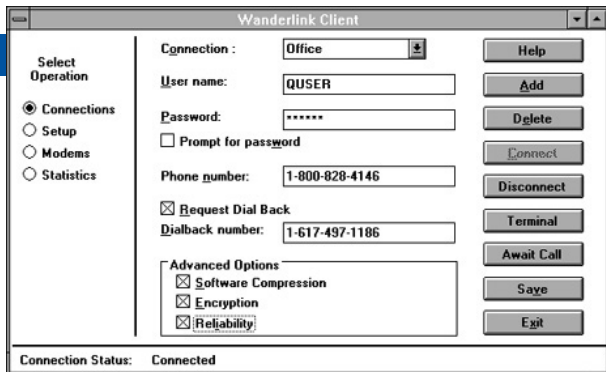 Wanderlink Client
Select
Operation
Connections
Setup
Modems
Statistics
Connection :
Office
User name:
QUSER
Password:
******
Prompt for password
Phone number:
1-800-828-4146
Request Dial Back
Dialback number:
1-617-497-1186
Advanced Options
Software Compression
Encryption
Reliability
Help
Add
Delete
Connect
Disconnect
Terminal
Await Call
Save
Exit
Connection Status: Connected